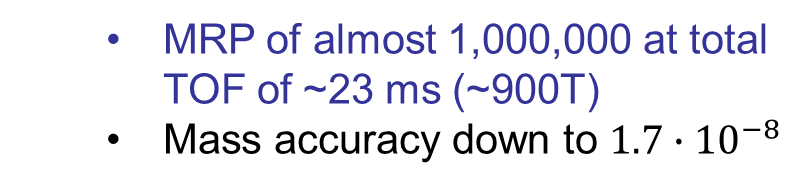 • MRP of almost 1,000,000 at total
TOF of ~23 ms (~900T)
• Mass accuracy down to 1.7 · 10⁻⁸